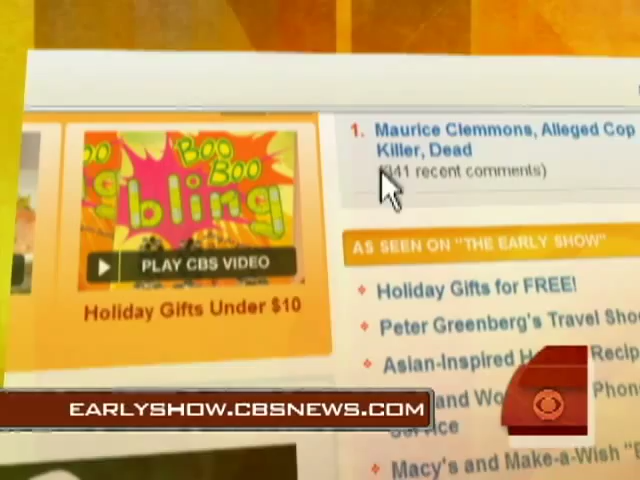 1. Maurice Clemmons, Alleged Cop
Killer, Dead
recent comments)
BOO
BOO
bling
PLAY CBS VIDEO
Holiday Gifts Under $10
AS SEEN ON "THE EARLY SHOW"
Holiday Gifts for FREE!
Peter Greenberg's Travel
Asian-Inspired
and
Macy's and Make-a-Wish
EARLYSHOW.CBSNEWS.COM